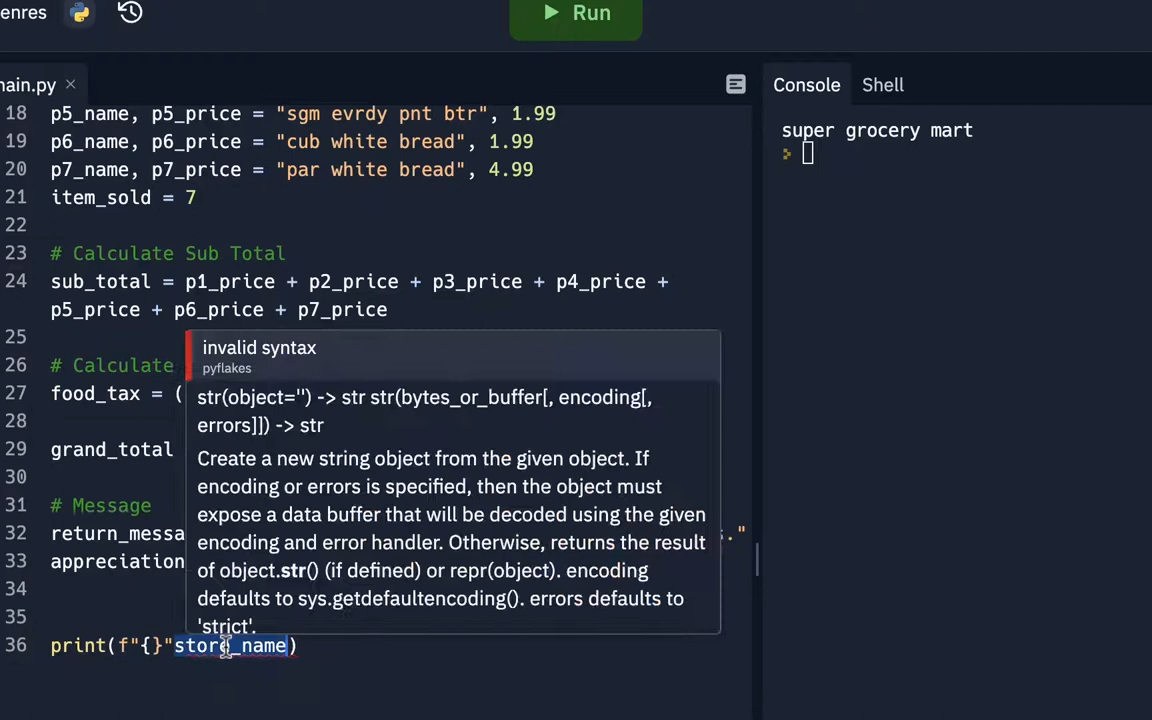 enres
Run
main.py ×
Console
Shell
18 p5_name, p5_price = "sgm evrdy pnt btr", 1.99
19 p6_name, p6_price = "cub white bread", 1.99
20 p7_name, p7_price = "par white bread", 4.99
21 item_sold = 7
22
23 # Calculate Sub Total
24 sub_total = p1_price + p2_price + p3_price + p4_price +
p5_price + p6_price + p7_price
25
26 # Calculate
27 food_tax = (
28
29 grand_total
30
31 # Message
32 return_messa ."
33 appreciation
34
35
36 print(f"{}"store_name)
invalid syntax
pyflakes
str(object='') -> str str(bytes_or_buffer[, encoding[,
errors]]) -> str
Create a new string object from the given object. If
encoding or errors is specified, then the object must
expose a data buffer that will be decoded using the given
encoding and error handler. Otherwise, returns the result
of object.str() (if defined) or repr(object). encoding
defaults to sys.getdefaultencoding(). errors defaults to
'strict'.
super grocery mart